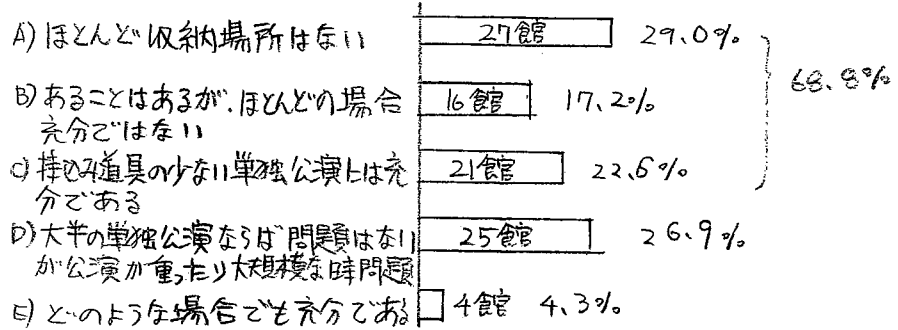 A) ほとんど収納場所はない 27館 29.0%
68.8%
B) あることはあるが、ほとんどの場合 16館 17.2%
充分ではない
C) 持込み道具の少ない単独公演には充 21館 22.6%
分である
D) 大半の単独公演ならば問題はない 25館 26.9%
が公演が重ったり大規模な時問題
E) どのような場合でも充分である 4館 4.3%